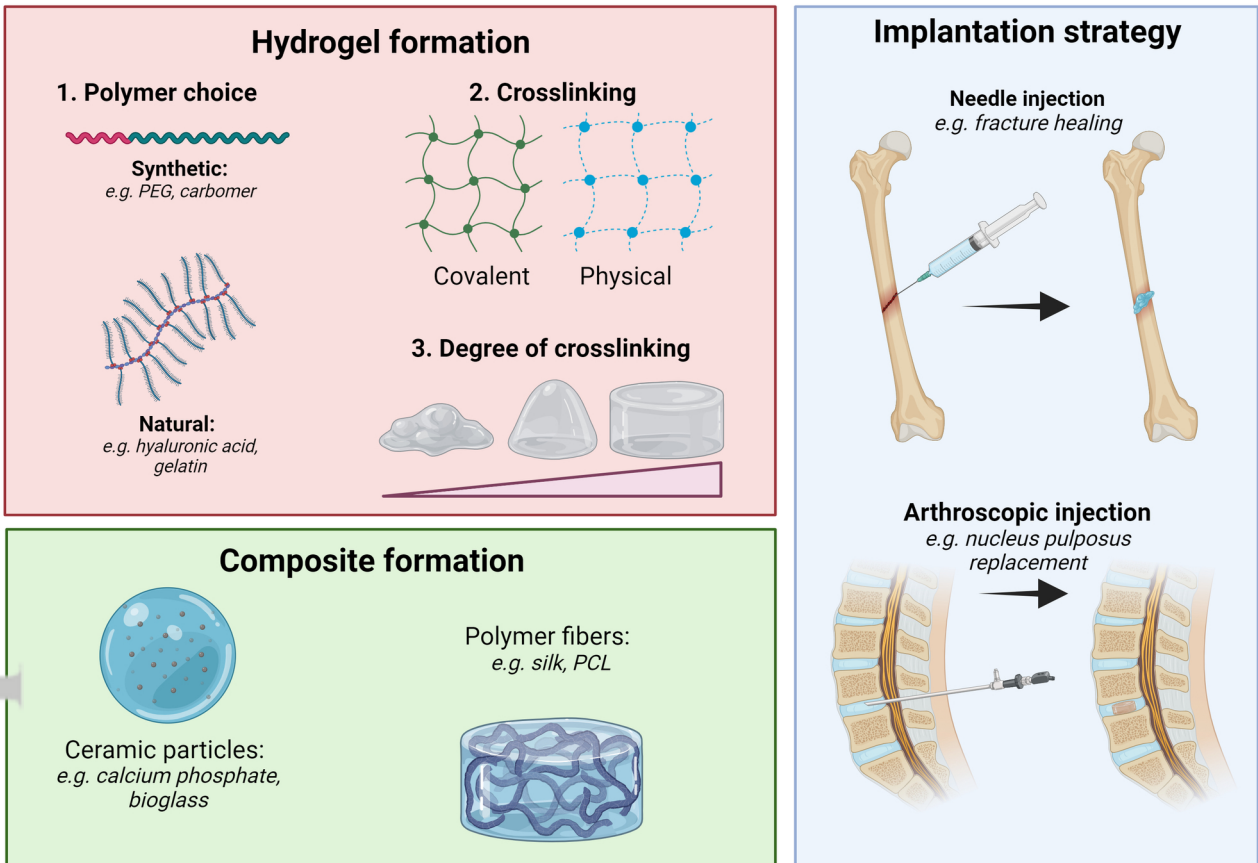 Hydrogel formation
1. Polymer choice
Synthetic:
e.g. PEG, carbomer
Natural:
e.g. hyaluronic acid,
gelatin
2. Crosslinking
Covalent
Physical
3. Degree of crosslinking
Composite formation
Ceramic particles:
e.g. calcium phosphate,
bioglass
Polymer fibers:
e.g. silk, PCL
Implantation strategy
Needle injection
e.g. fracture healing
Arthroscopic injection
e.g. nucleus pulposus
replacement